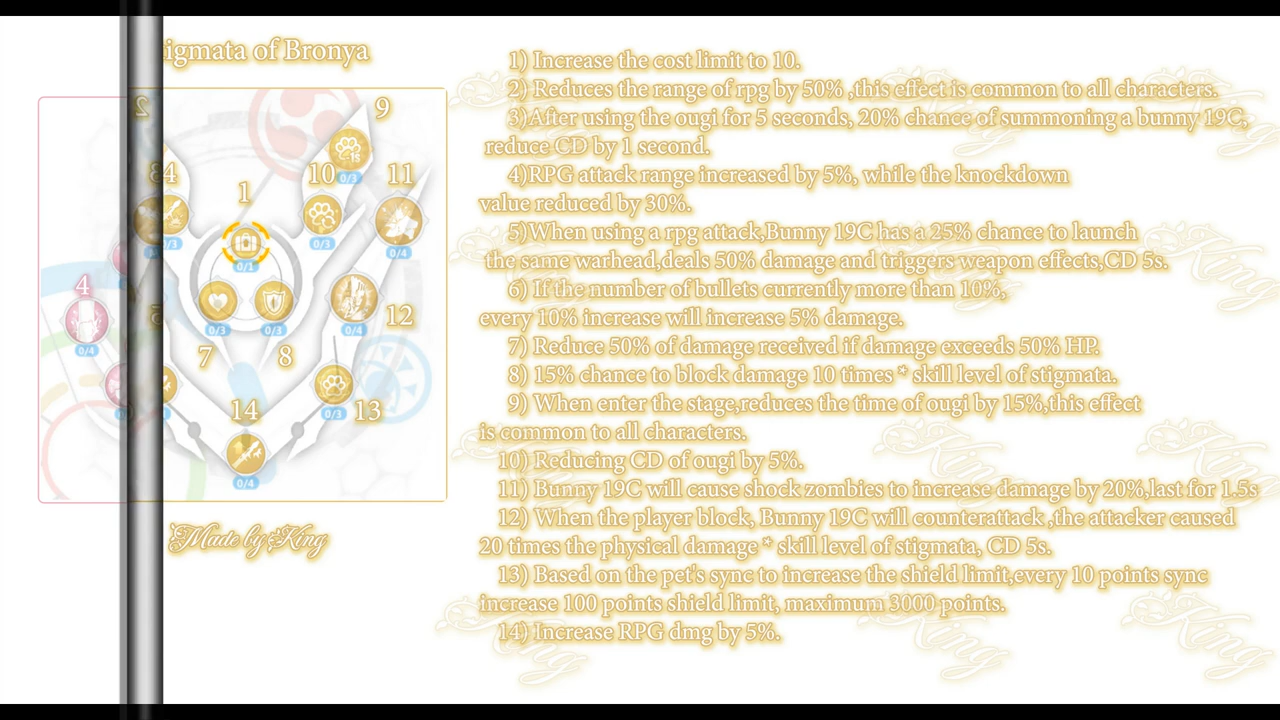 igmata of Bronya
2
9
84
10
11
1
1s
0/3
0/3
0/3
0/4
0/1
4
0/4
0/3
0/3
0/4
12
7
8
14
0/3
13
0/4
'Made by King
1) Increase the cost limit to 10.
2) Reduces the range of rpg by 50% ,this effect is common to all characters.
3)After using the ougi for 5 seconds, 20% chance of summoning a bunny 19C,
reduce CD by 1 second.
4)RPG attack range increased by 5%, while the knockdown
value reduced by 30%.
5)When using a rpg attack,Bunny 19C has a 25% chance to launch
the same warhead,deals 50% damage and triggers weapon effects,CD 5s.
6) If the number of bullets currently more than 10%,
every 10% increase will increase 5% damage.
7) Reduce 50% of damage received if damage exceeds 50% HP.
8) 15% chance to block damage 10 times * skill level of stigmata.
9) When enter the stage,reduces the time of ougi by 15%,this effect
is common to all characters.
10) Reducing CD of ougi by 5%.
11) Bunny 19C will cause shock zombies to increase damage by 20%,last for 1.5s
12) When the player block, Bunny 19C will counterattack ,the attacker caused
20 times the physical damage * skill level of stigmata, CD 5s.
13) Based on the pet's sync to increase the shield limit,every 10 points sync
increase 100 points shield limit, maximum 3000 points.
14) Increase RPG dmg by 5%.
King
King
King
King
King
King
King
King
King